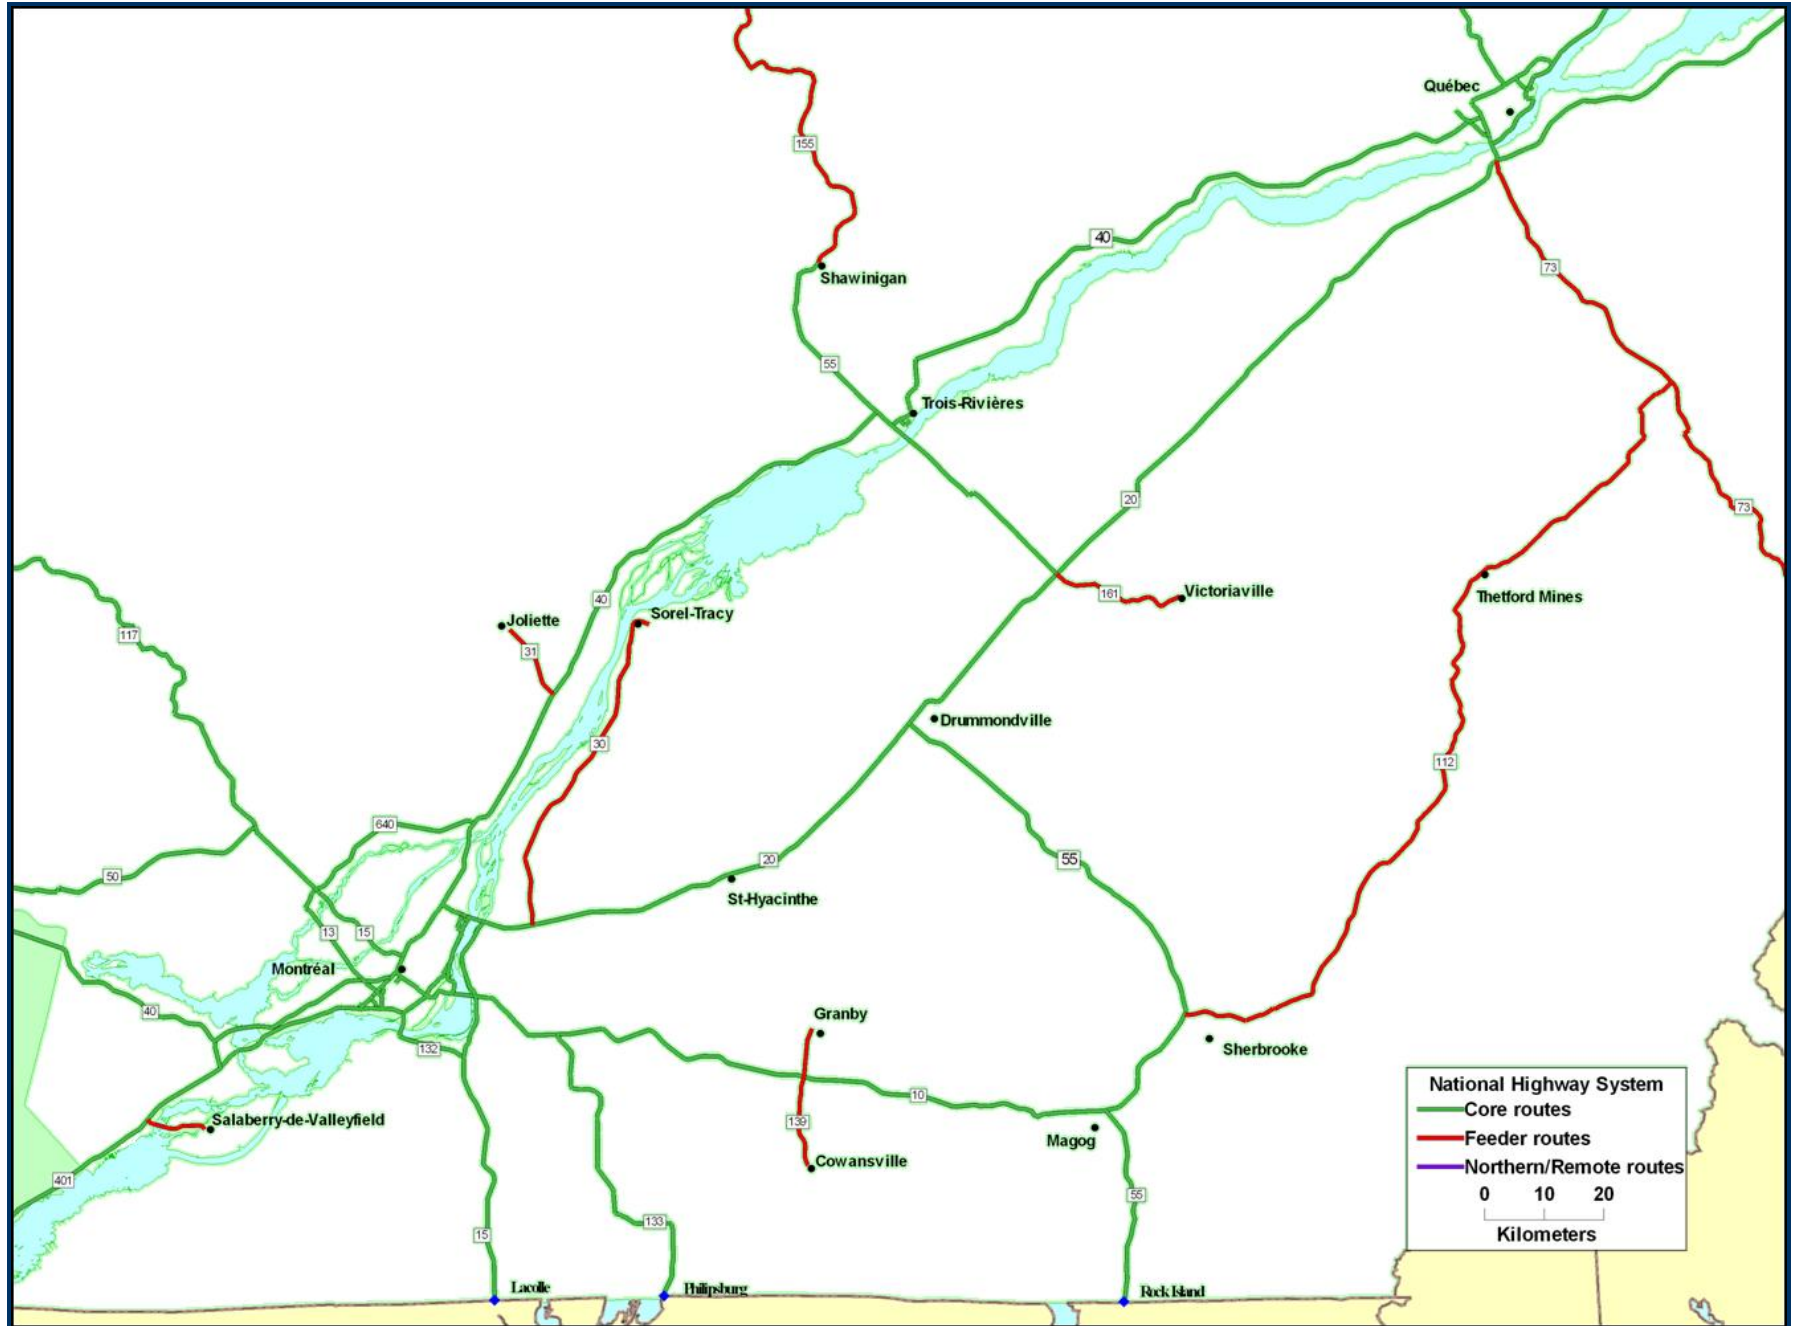 Québec
155
40
Shawinigan
73
55
Trois-Rivières
20
73
161
Victoriaville
Thetford Mines
40
Joliette
Sorel-Tracy
117
31
30
Drummondville
112
640
20
55
50
St-Hyacinthe
13
15
Montréal
40
Granby
132
Sherbrooke
10
139
Salaberry-de-Valleyfield
Magog
Cowansville
401
55
133
15
Lacolle
Philipsburg
Rock Island
National Highway System
Core routes
Feeder routes
Northern/Remote routes
0 10 20
Kilometers